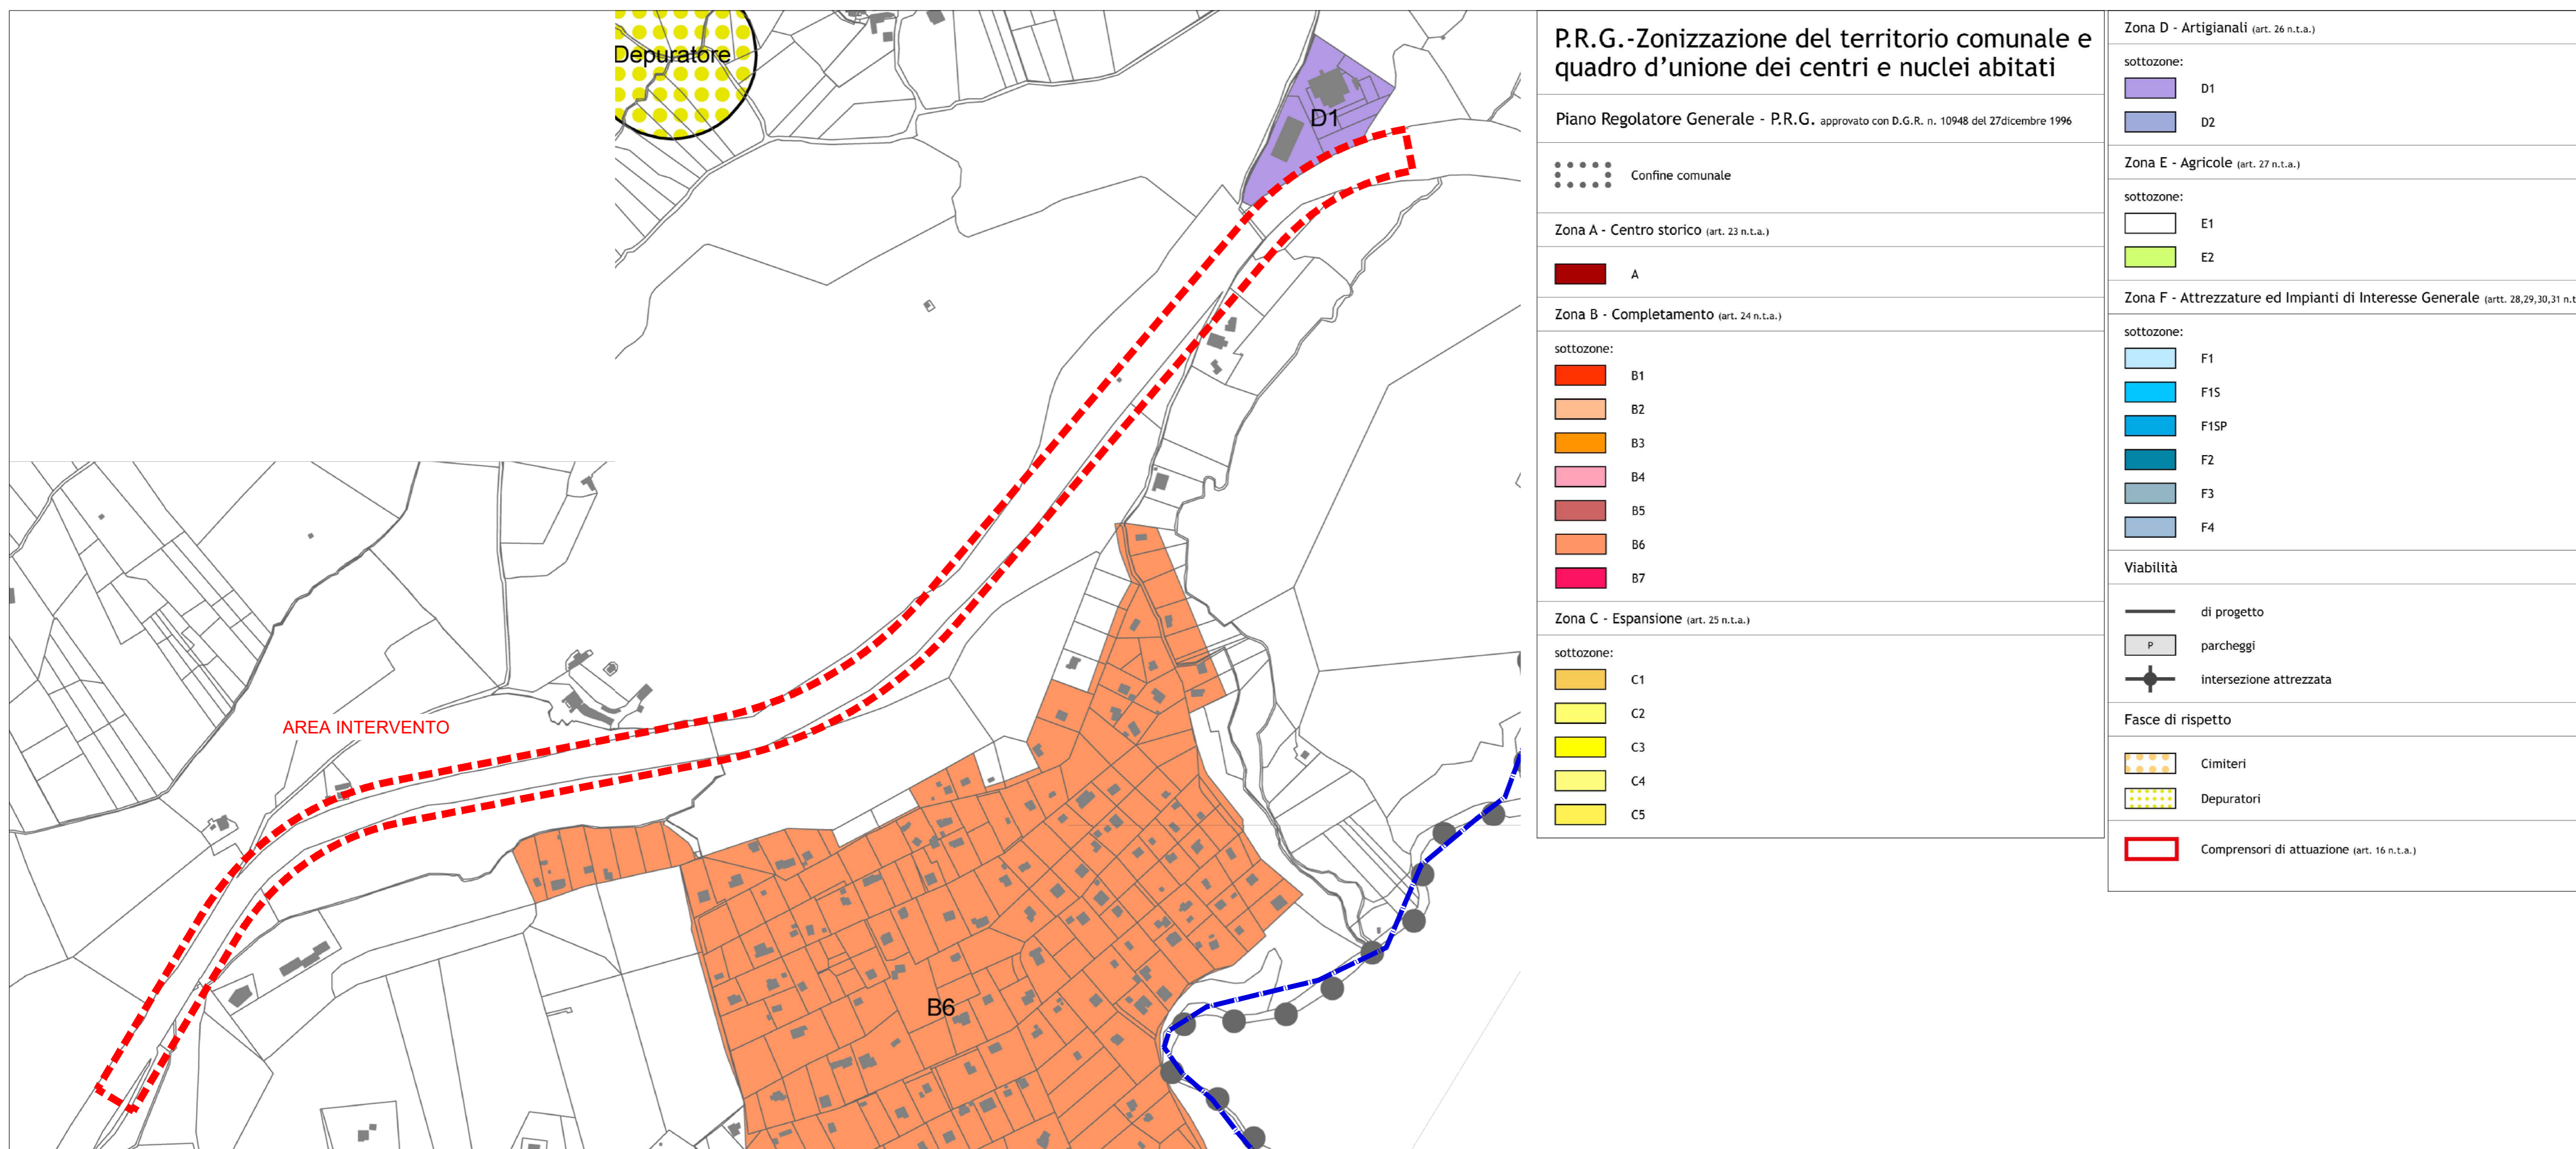 Depuratore
D1
AREA INTERVENTO
B6
P.R.G.-Zonizzazione del territorio comunale e
quadro d'unione dei centri e nuclei abitati
Piano Regolatore Generale - P.R.G. approvato con D.G.R. n. 10948 del 27dicembre 1996
Confine comunale
Zona A - Centro storico (art. 23 n.t.a.)
A
Zona B - Completamento (art. 24 n.t.a.)
sottozone:
B1
B2
B3
B4
B5
B6
B7
Zona C - Espansione (art. 25 n.t.a.)
sottozone:
C1
C2
C3
C4
C5
Zona D - Artigianali (art. 26 n.t.a.)
sottozone:
D1
D2
Zona E - Agricole (art. 27 n.t.a.)
sottozone:
E1
E2
Zona F - Attrezzature ed Impianti di Interesse Generale (artt. 28,29,30,31 n.t
sottozone:
F1
F1S
F1SP
F2
F3
F4
Viabilità
di progetto
P parcheggi
intersezione attrezzata
Fasce di rispetto
Cimiteri
Depuratori
Comprensori di attuazione (art. 16 n.t.a.)